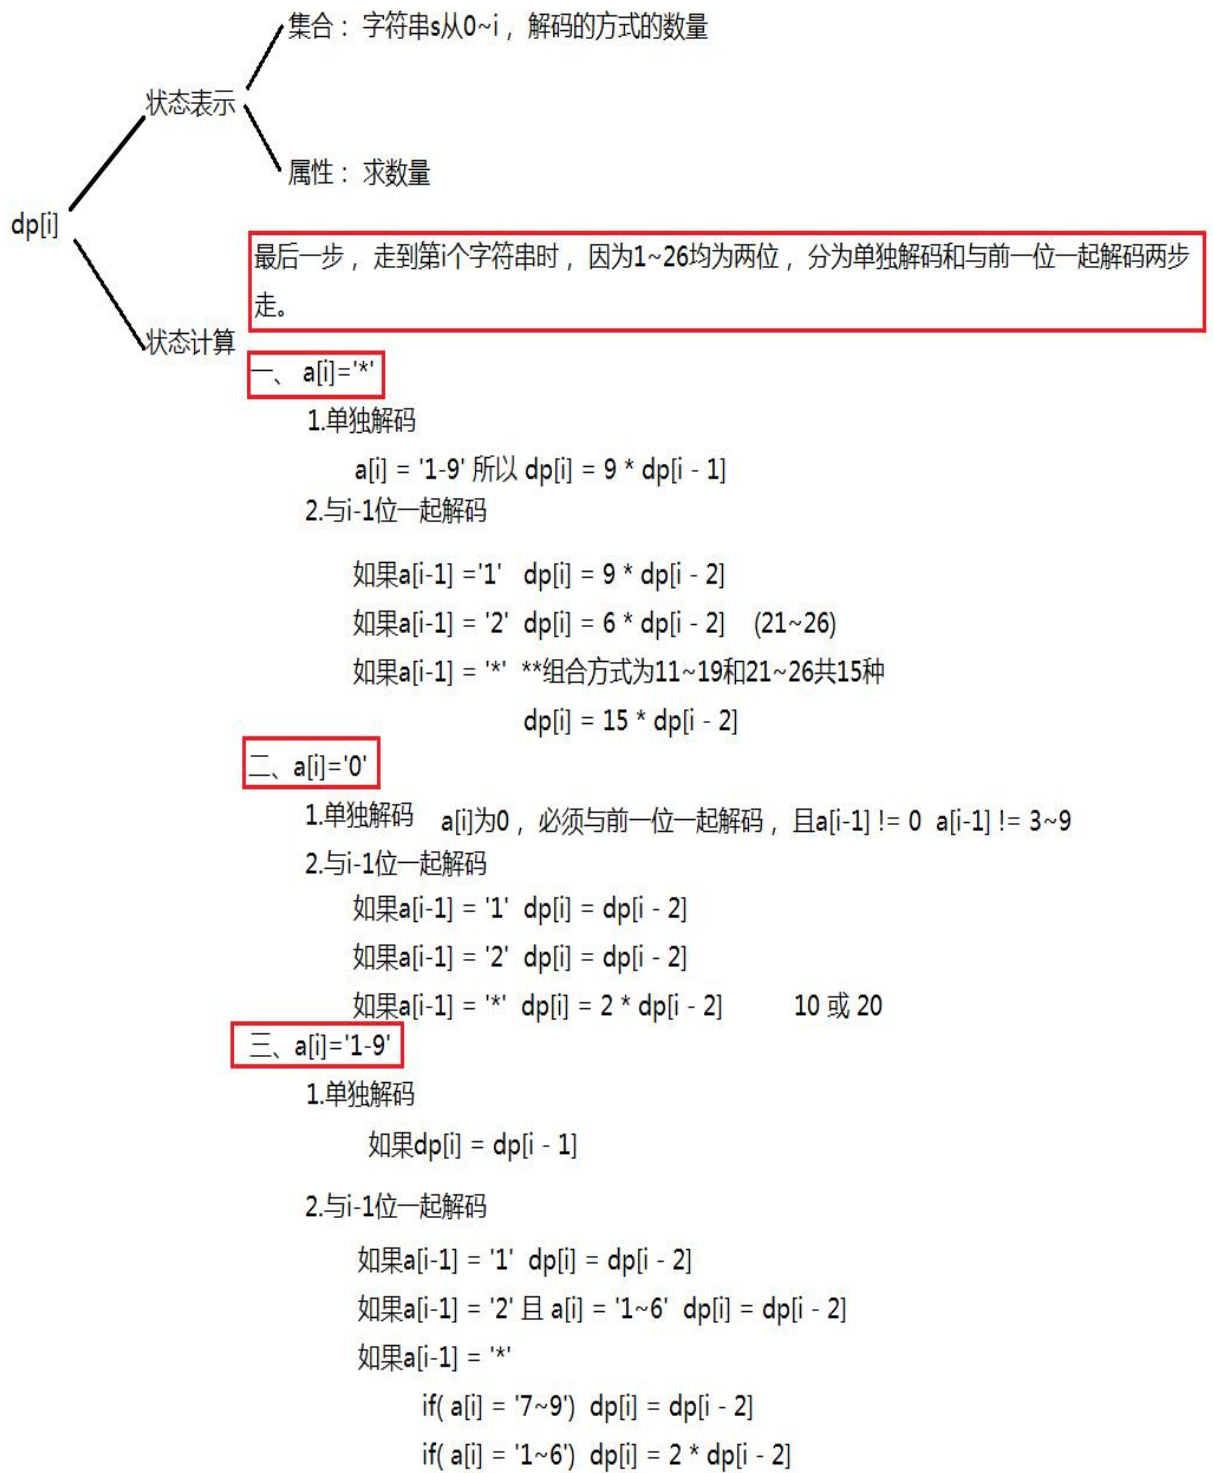 集合：字符串s从0~i，解码的方式的数量
状态表示
属性：求数量
dp[i]
最后一步，走到第i个字符串时，因为1~26均为两位，分为单独解码和与前一位一起解码两步
走。
状态计算
一、 a[i]='*'
1.单独解码
a[i] = '1-9' 所以 dp[i] = 9 * dp[i - 1]
2.与i-1位一起解码
如果a[i-1] ='1' dp[i] = 9 * dp[i - 2]
如果a[i-1] = '2' dp[i] = 6 * dp[i - 2] (21~26)
如果a[i-1] = '*' **组合方式为11~19和21~26共15种
dp[i] = 15 * dp[i - 2]
二、a[i]='0'
1.单独解码 a[i]为0，必须与前一位一起解码，且a[i-1] != 0 a[i-1] != 3~9
2.与i-1位一起解码
如果a[i-1] = '1' dp[i] = dp[i - 2]
如果a[i-1] = '2' dp[i] = dp[i - 2]
如果a[i-1] = '*' dp[i] = 2 * dp[i - 2] 10 或 20
三、a[i]='1-9'
1.单独解码
如果dp[i] = dp[i - 1]
2.与i-1位一起解码
如果a[i-1] = '1' dp[i] = dp[i - 2]
如果a[i-1] = '2' 且 a[i] = '1~6' dp[i] = dp[i - 2]
如果a[i-1] = '*'
if( a[i] = '7~9') dp[i] = dp[i - 2]
if( a[i] = '1~6') dp[i] = 2 * dp[i - 2]